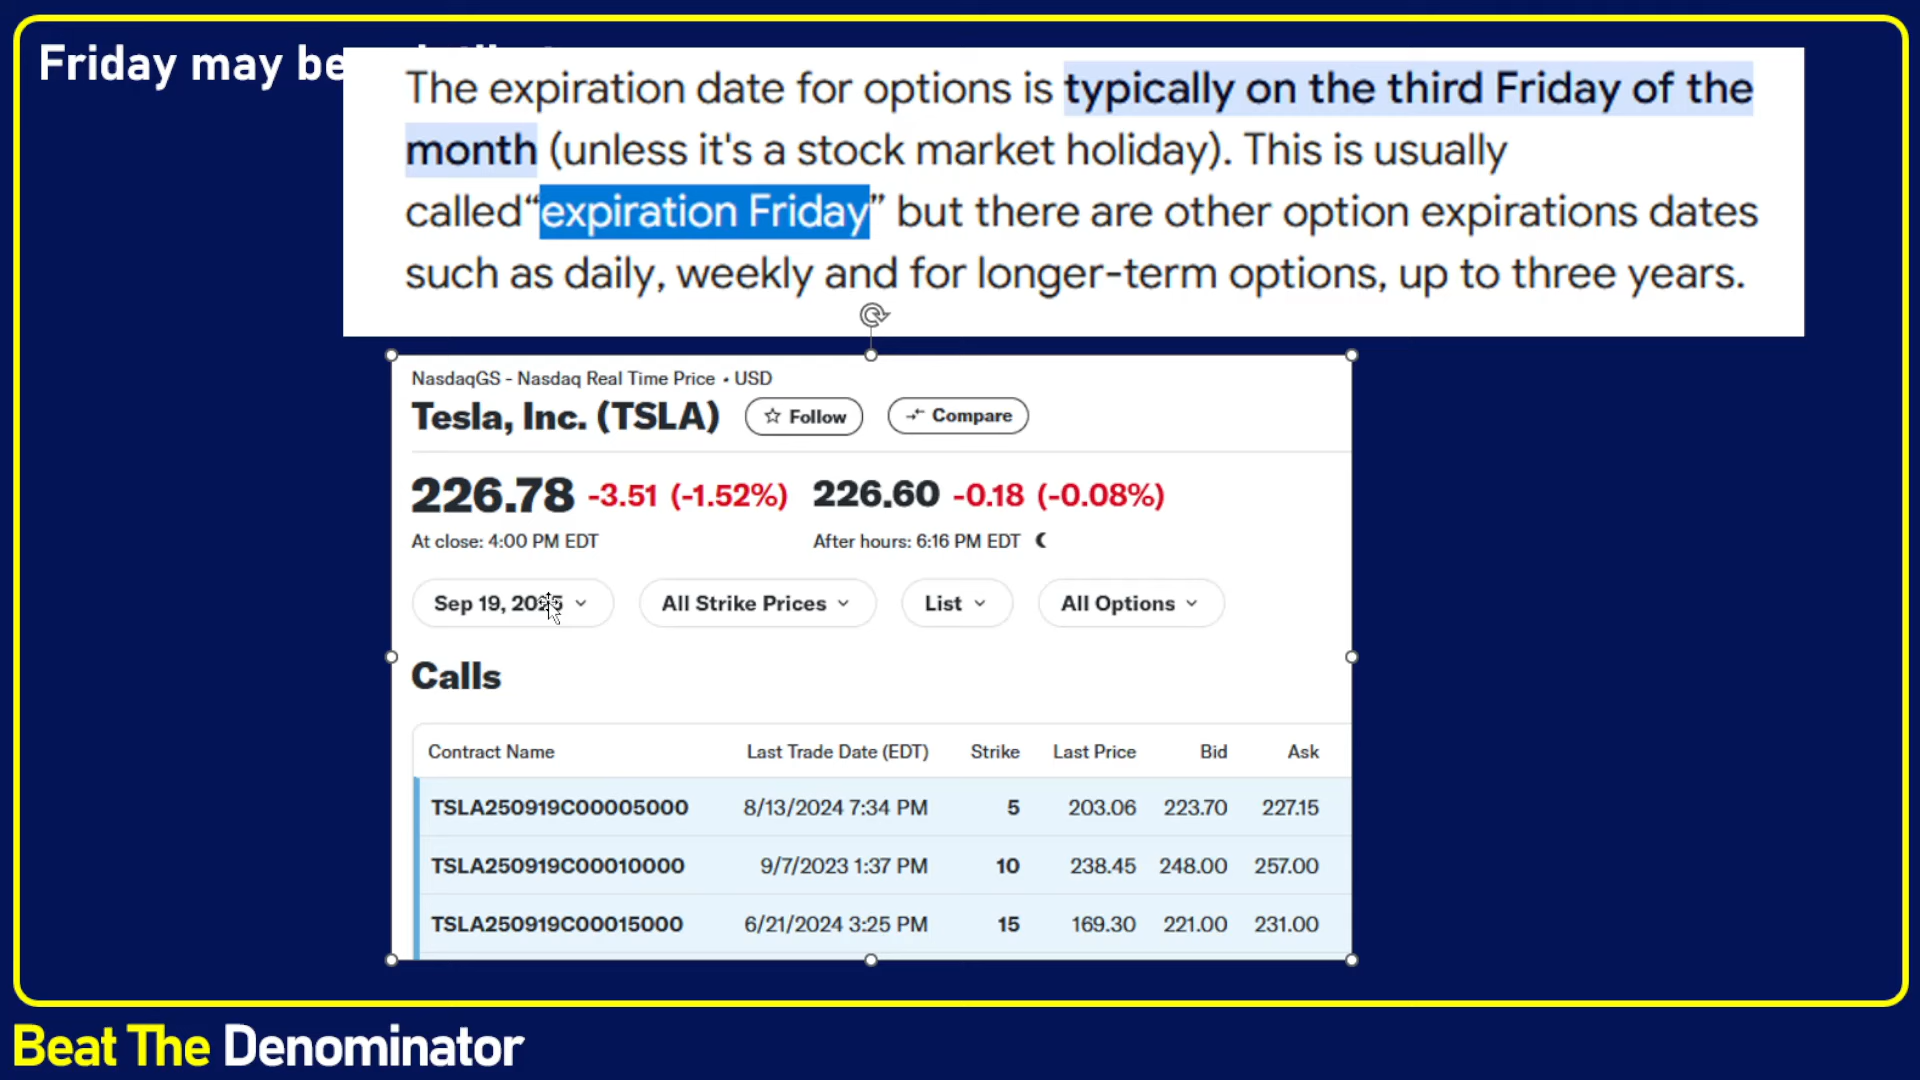 Friday may be
The expiration date for options is typically on the third Friday of the
month (unless it's a stock market holiday). This is usually
called“expiration Friday” but there are other option expirations dates
such as daily, weekly and for longer-term options, up to three years.
NasdaqGS - Nasdaq Real Time Price • USD
Tesla, Inc. (TSLA) Follow Compare
226.78 -3.51 (-1.52%) 226.60 -0.18 (-0.08%)
At close: 4:00 PM EDT After hours: 6:16 PM EDT
Sep 19, 2025 All Strike Prices List All Options
Calls
Contract Name Last Trade Date (EDT) Strike Last Price Bid Ask
TSLA250919C00005000 8/13/2024 7:34 PM 5 203.06 223.70 227.15
TSLA250919C00010000 9/7/2023 1:37 PM 10 238.45 248.00 257.00
TSLA250919C00015000 6/21/2024 3:25 PM 15 169.30 221.00 231.00
Beat The Denominator